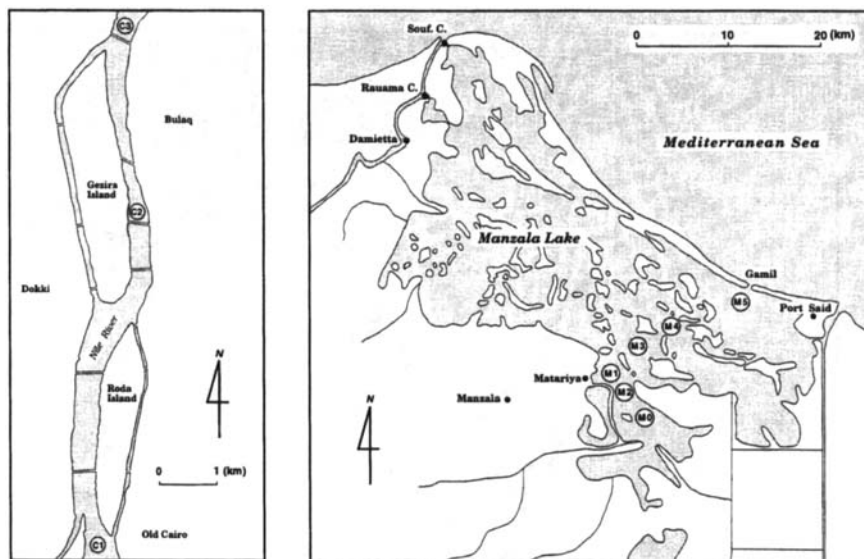 C3
Bulaq
Gezira
Island
C2
Dokki
Nile River
N
Roda
Island
0 1 (km)
Old Cairo
C1
Souf. C.
0 10 20 (km)
Rauama C.
Damietta
Mediterranean Sea
Manzala Lake
Gamil
M5
Port Said
M4
M3
M1
Matariya
M2
Manzala
N
M0